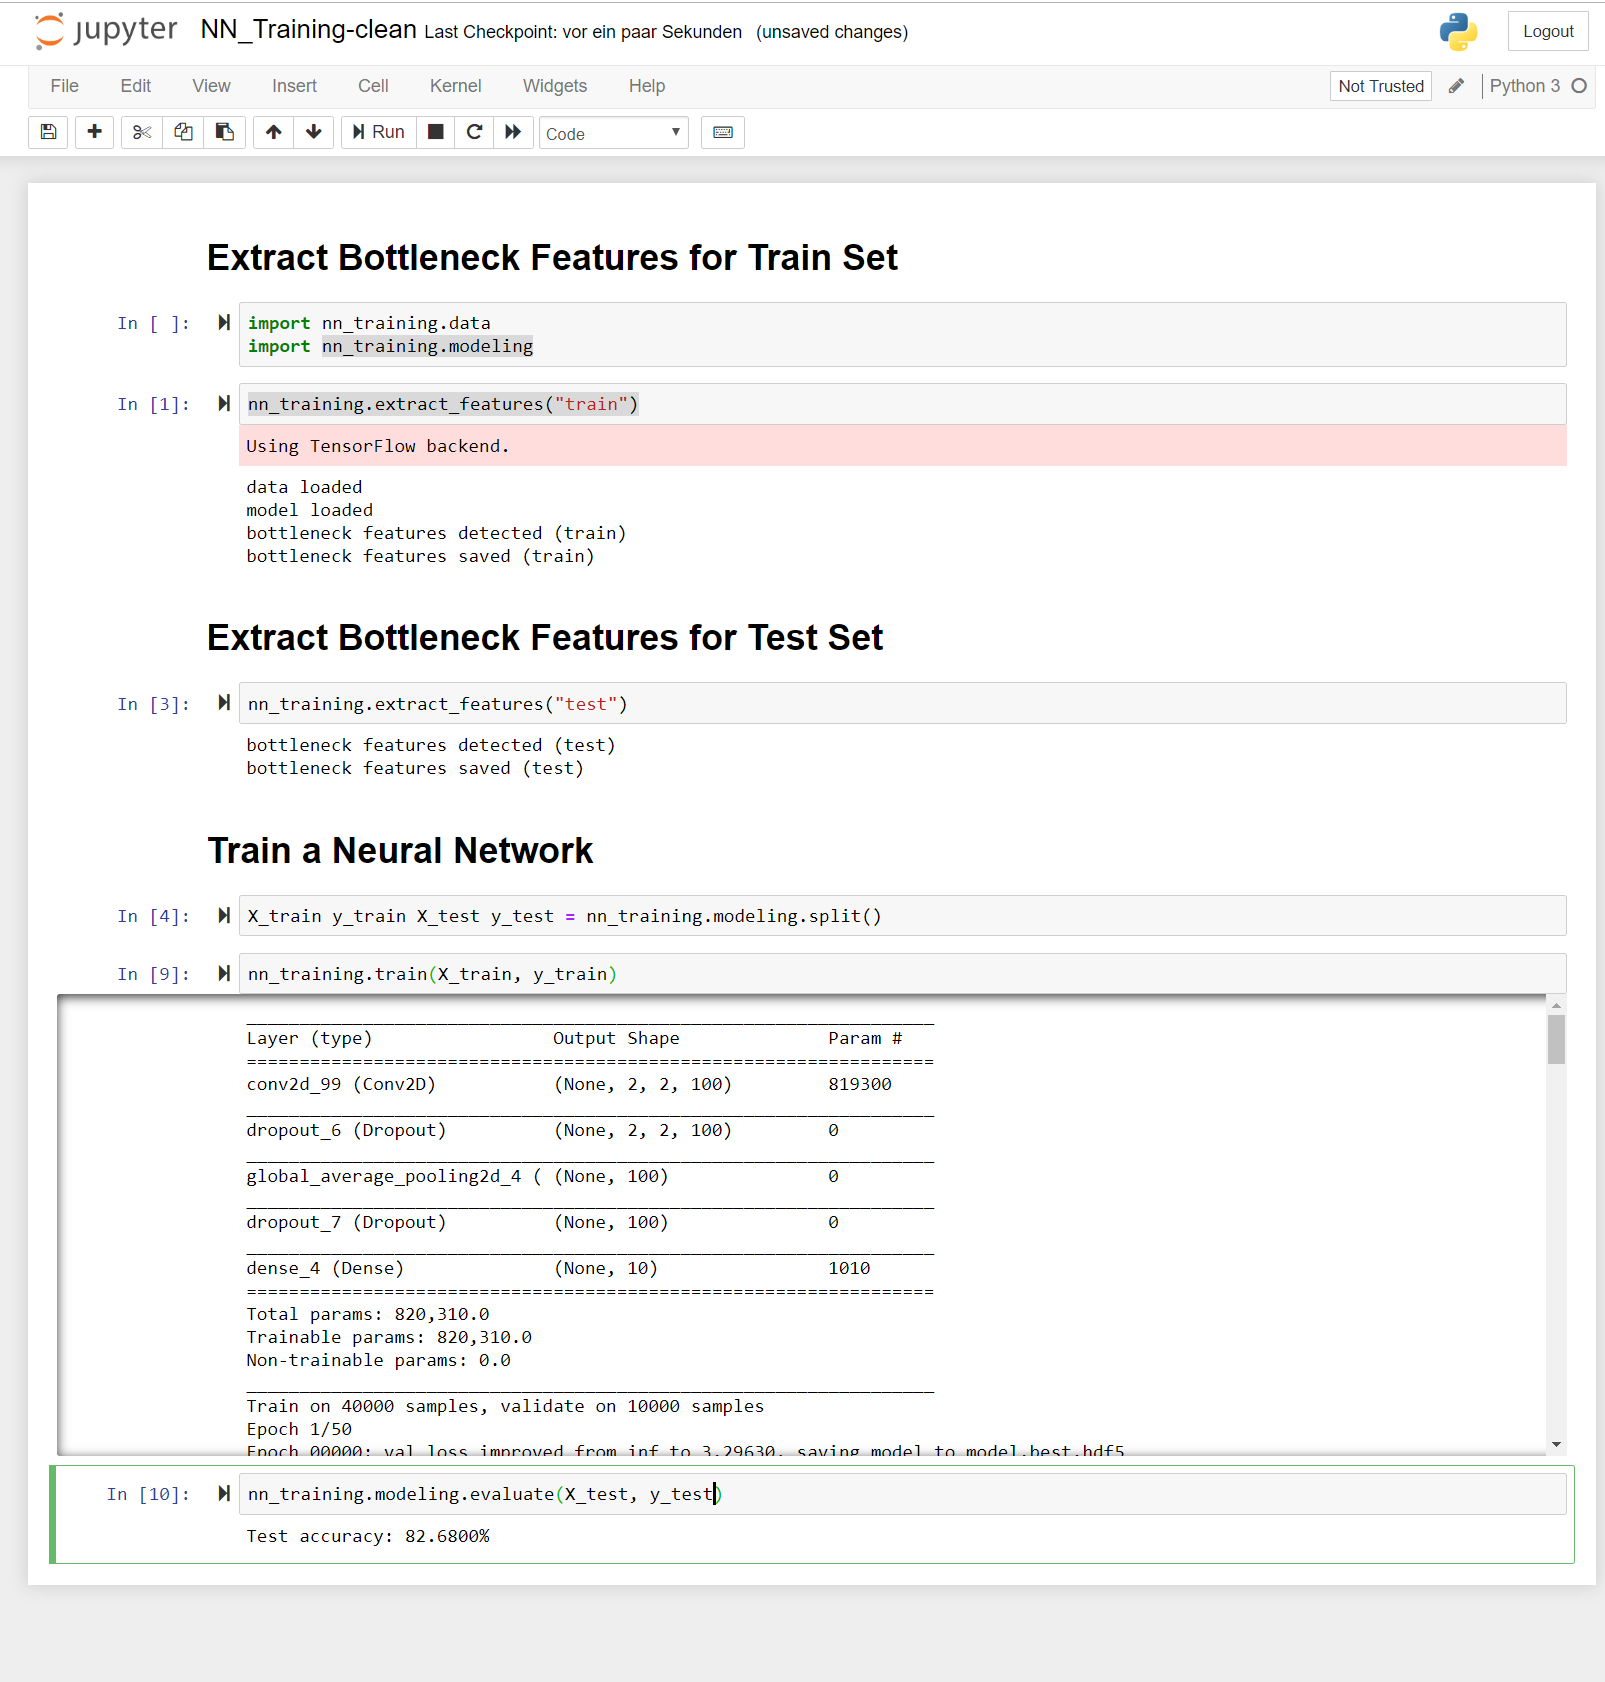 jupyter NN_Training-clean Last Checkpoint: vor ein paar Sekunden (unsaved changes) Logout
File Edit View Insert Cell Kernel Widgets Help Not Trusted Python 3
Run Code
Extract Bottleneck Features for Train Set
In [ ]: import nn_training.data
import nn_training.modeling
In [1]: nn_training.extract_features("train")
Using TensorFlow backend.
data loaded
model loaded
bottleneck features detected (train)
bottleneck features saved (train)
Extract Bottleneck Features for Test Set
In [3]: nn_training.extract_features("test")
bottleneck features detected (test)
bottleneck features saved (test)
Train a Neural Network
In [4]: X_train y_train X_test y_test = nn_training.modeling.split()
In [9]: nn_training.train(X_train, y_train)
_________________________________________________________________
Layer (type) Output Shape Param #
=================================================================
conv2d_99 (Conv2D) (None, 2, 2, 100) 819300
_________________________________________________________________
dropout_6 (Dropout) (None, 2, 2, 100) 0
_________________________________________________________________
global_average_pooling2d_4 ( (None, 100) 0
_________________________________________________________________
dropout_7 (Dropout) (None, 100) 0
_________________________________________________________________
dense_4 (Dense) (None, 10) 1010
=================================================================
Total params: 820,310.0
Trainable params: 820,310.0
Non-trainable params: 0.0
_________________________________________________________________
Train on 40000 samples, validate on 10000 samples
Epoch 1/50
Epoch 00000: val_loss improved from inf to 3.29630, saving model to model.best.hdf5
In [10]: nn_training.modeling.evaluate(X_test, y_test)
Test accuracy: 82.6800%